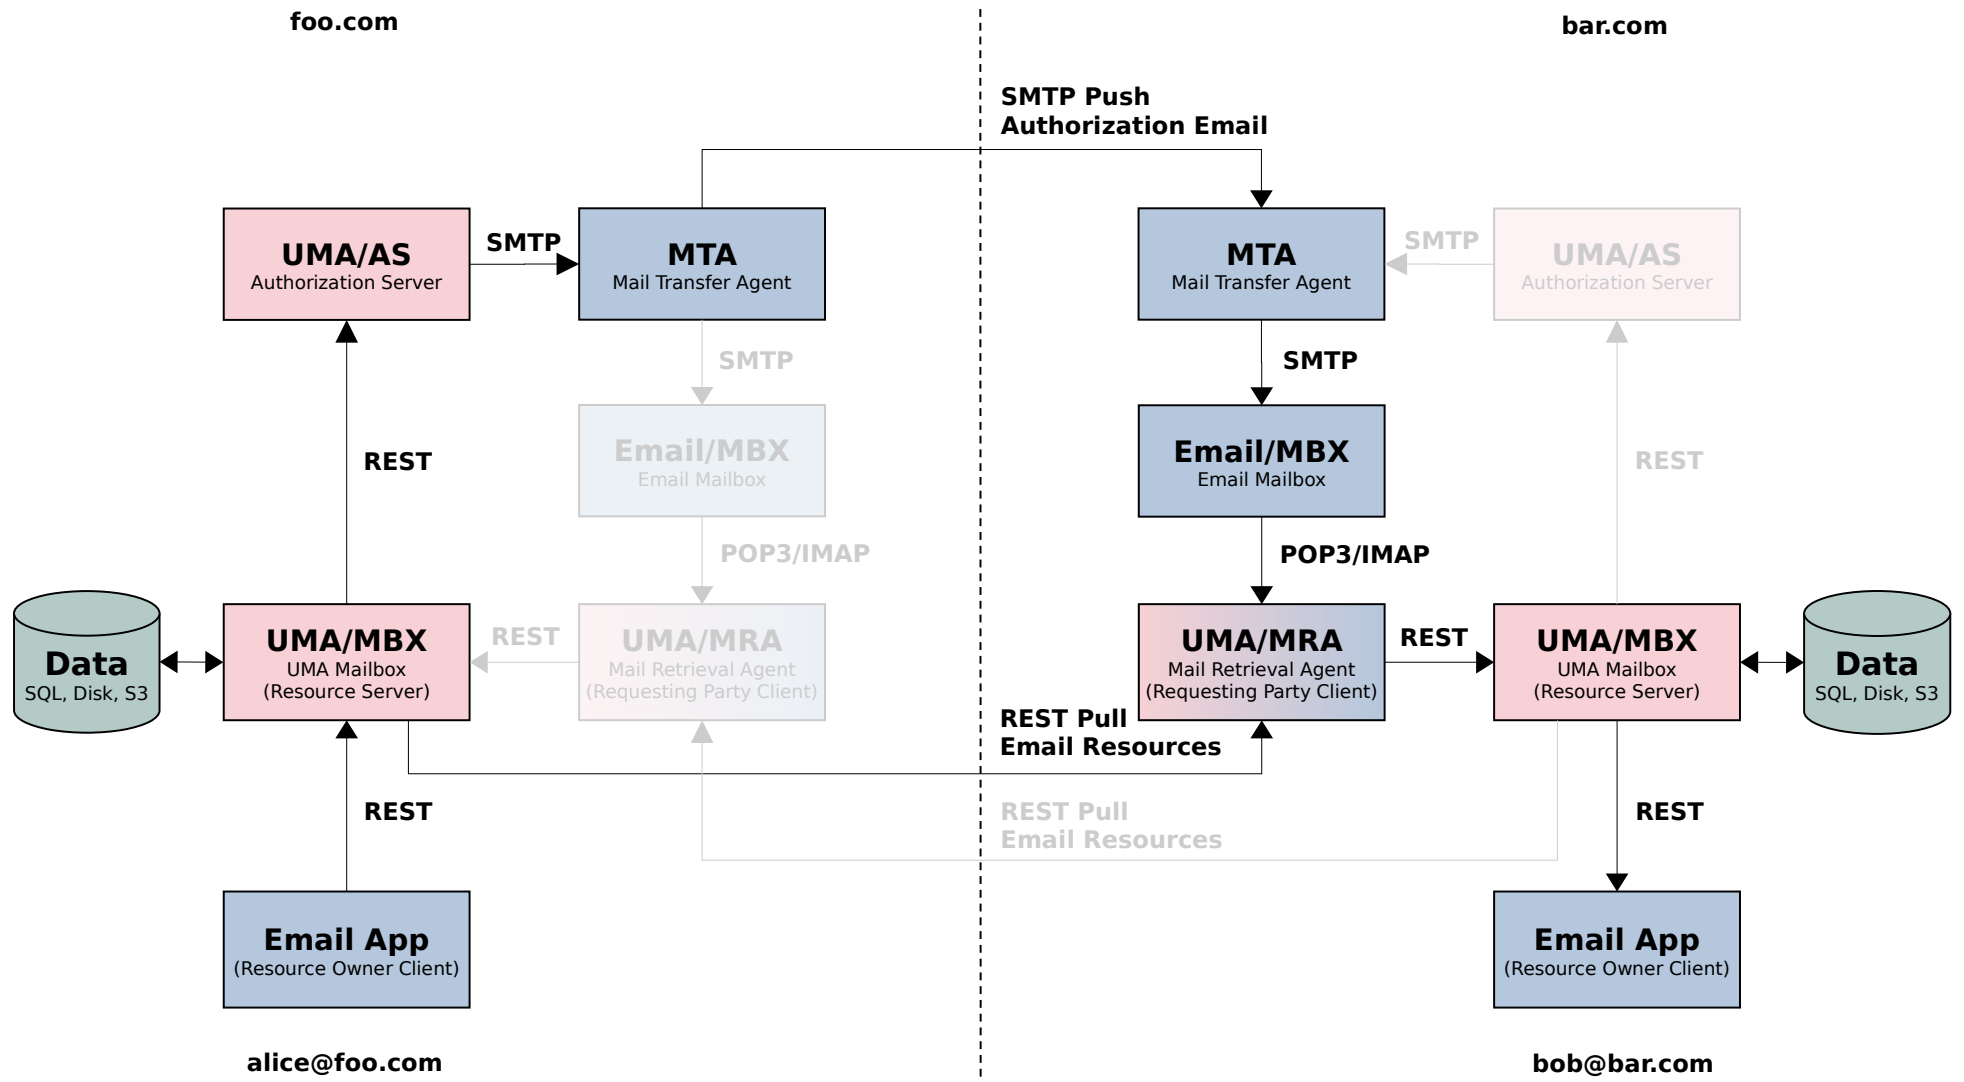 foo.com
bar.com
SMTP Push
Authorization Email
UMA/AS
Authorization Server
SMTP
MTA
Mail Transfer Agent
MTA
Mail Transfer Agent
SMTP
UMA/AS
Authorization Server
SMTP
SMTP
REST
Email/MBX
Email Mailbox
Email/MBX
Email Mailbox
REST
POP3/IMAP
POP3/IMAP
Data
SQL, Disk, S3
UMA/MBX
UMA Mailbox
(Resource Server)
REST
UMA/MRA
Mail Retrieval Agent
(Requesting Party Client)
UMA/MRA
Mail Retrieval Agent
(Requesting Party Client)
REST
UMA/MBX
UMA Mailbox
(Resource Server)
Data
SQL, Disk, S3
REST Pull
Email Resources
REST
REST Pull
Email Resources
REST
Email App
(Resource Owner Client)
Email App
(Resource Owner Client)
alice@foo.com
bob@bar.com